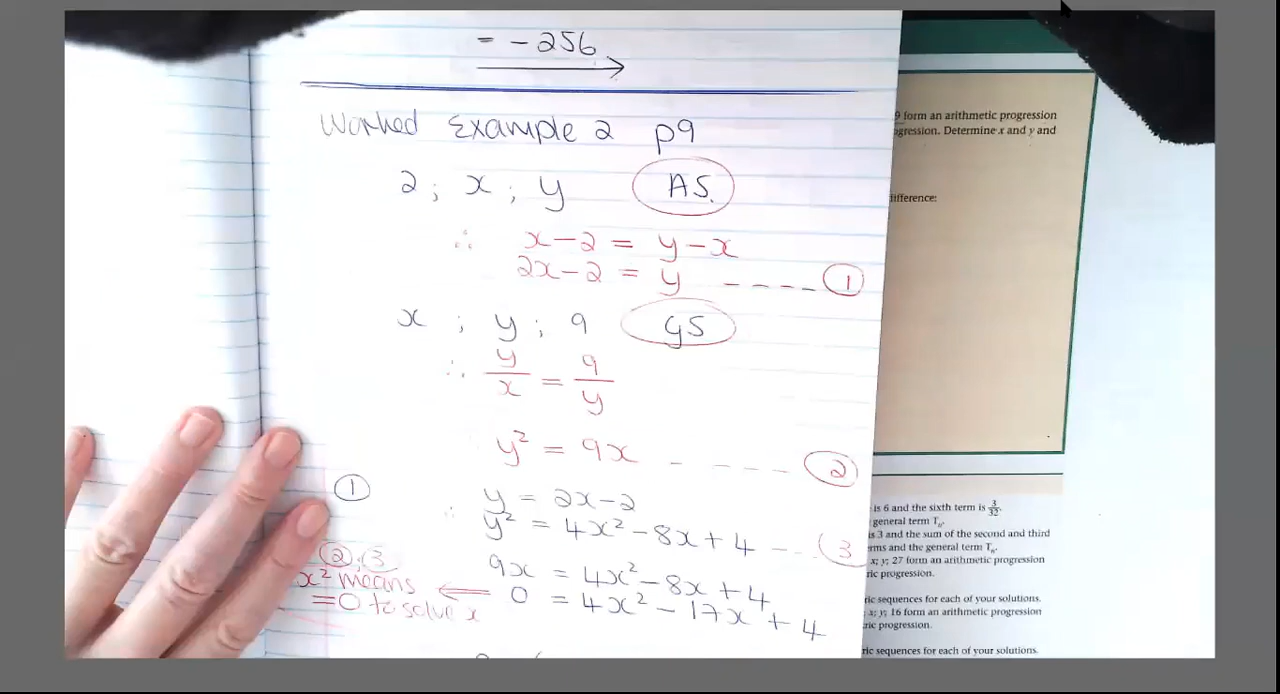 = -256
Worked Example 2 p9
2 ; x ; y AS.
∴ x-2 = y-x
2x-2 = y ---- ①
x ; y ; 9 GS
∴ y/x = 9/y
y² = 9x - --- ②
① y = 2x-2
∴ y² = 4x²-8x+4 -- (3
②,(3 9x = 4x²-8x+4
x² means ⇐ 0 = 4x² - 17x + 4
=0 to solve x
9 form an arithmetic progression
gression. Determine x and y and
difference:
is 6 and the sixth term is 3/32.
general term Tₙ.
is 3 and the sum of the second and third
rms and the general term Tₙ.
x; y; 27 form an arithmetic progression
ric progression.
ric sequences for each of your solutions.
x; y; 16 form an arithmetic progression
ric progression.
ric sequences for each of your solutions.